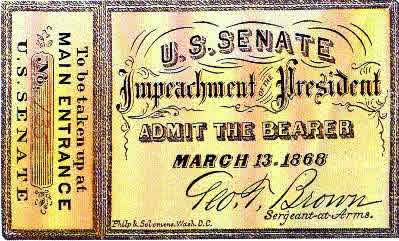 To be taken up at
MAIN ENTRANCE
No.
U.S. SENATE
U.S. SENATE
Impeachment OF THE President
ADMIT THE BEARER
MARCH 13.1868
Geo. T. Brown
Sergeant-at-Arms.
Philp & Solomons, Wash. D.C.